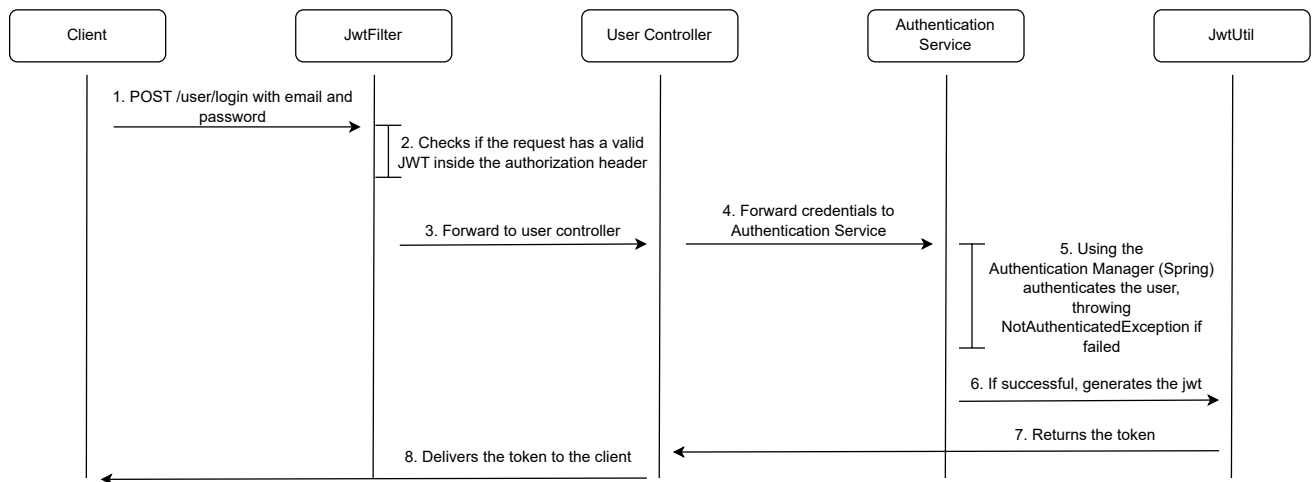 Client
JwtFilter
User Controller
Authentication
Service
JwtUtil
1. POST /user/login with email and
password
2. Checks if the request has a valid
JWT inside the authorization header
3. Forward to user controller
4. Forward credentials to
Authentication Service
5. Using the
Authentication Manager (Spring)
authenticates the user,
throwing
NotAuthenticatedException if
failed
6. If successful, generates the jwt
7. Returns the token
8. Delivers the token to the client